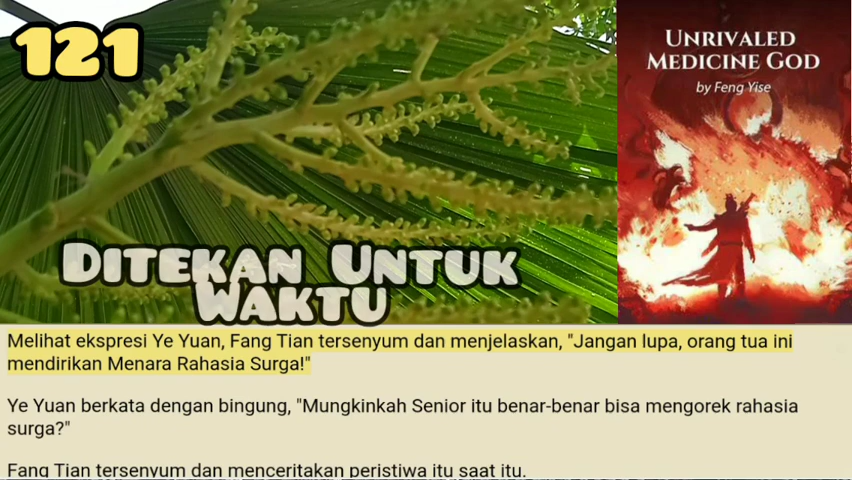 121
UNRIVALED
MEDICINE GOD
by Feng Yise
DITEKAN UNTUK
WAKTU
Melihat ekspresi Ye Yuan, Fang Tian tersenyum dan menjelaskan, "Jangan lupa, orang tua ini
mendirikan Menara Rahasia Surga!"
Ye Yuan berkata dengan bingung, "Mungkinkah Senior itu benar-benar bisa mengorek rahasia
surga?"
Fang Tian tersenyum dan menceritakan peristiwa itu saat itu.